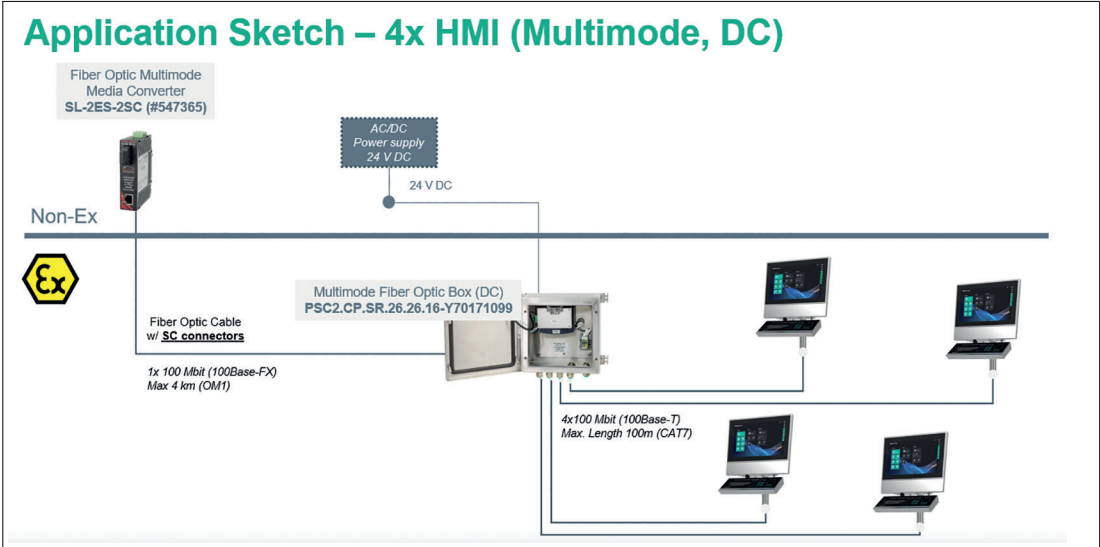 Application Sketch – 4x HMI (Multimode, DC)
Fiber Optic Multimode
Media Converter
SL-2ES-2SC (#547365)
AC/DC
Power supply
24 V DC
24 V DC
Non-Ex
Ex
Multimode Fiber Optic Box (DC)
PSC2.CP.SR.26.26.16-Y70171099
Fiber Optic Cable
w/ SC connectors
1x 100 Mbit (100Base-FX)
Max 4 km (OM1)
4x100 Mbit (100Base-T)
Max. Length 100m (CAT7)